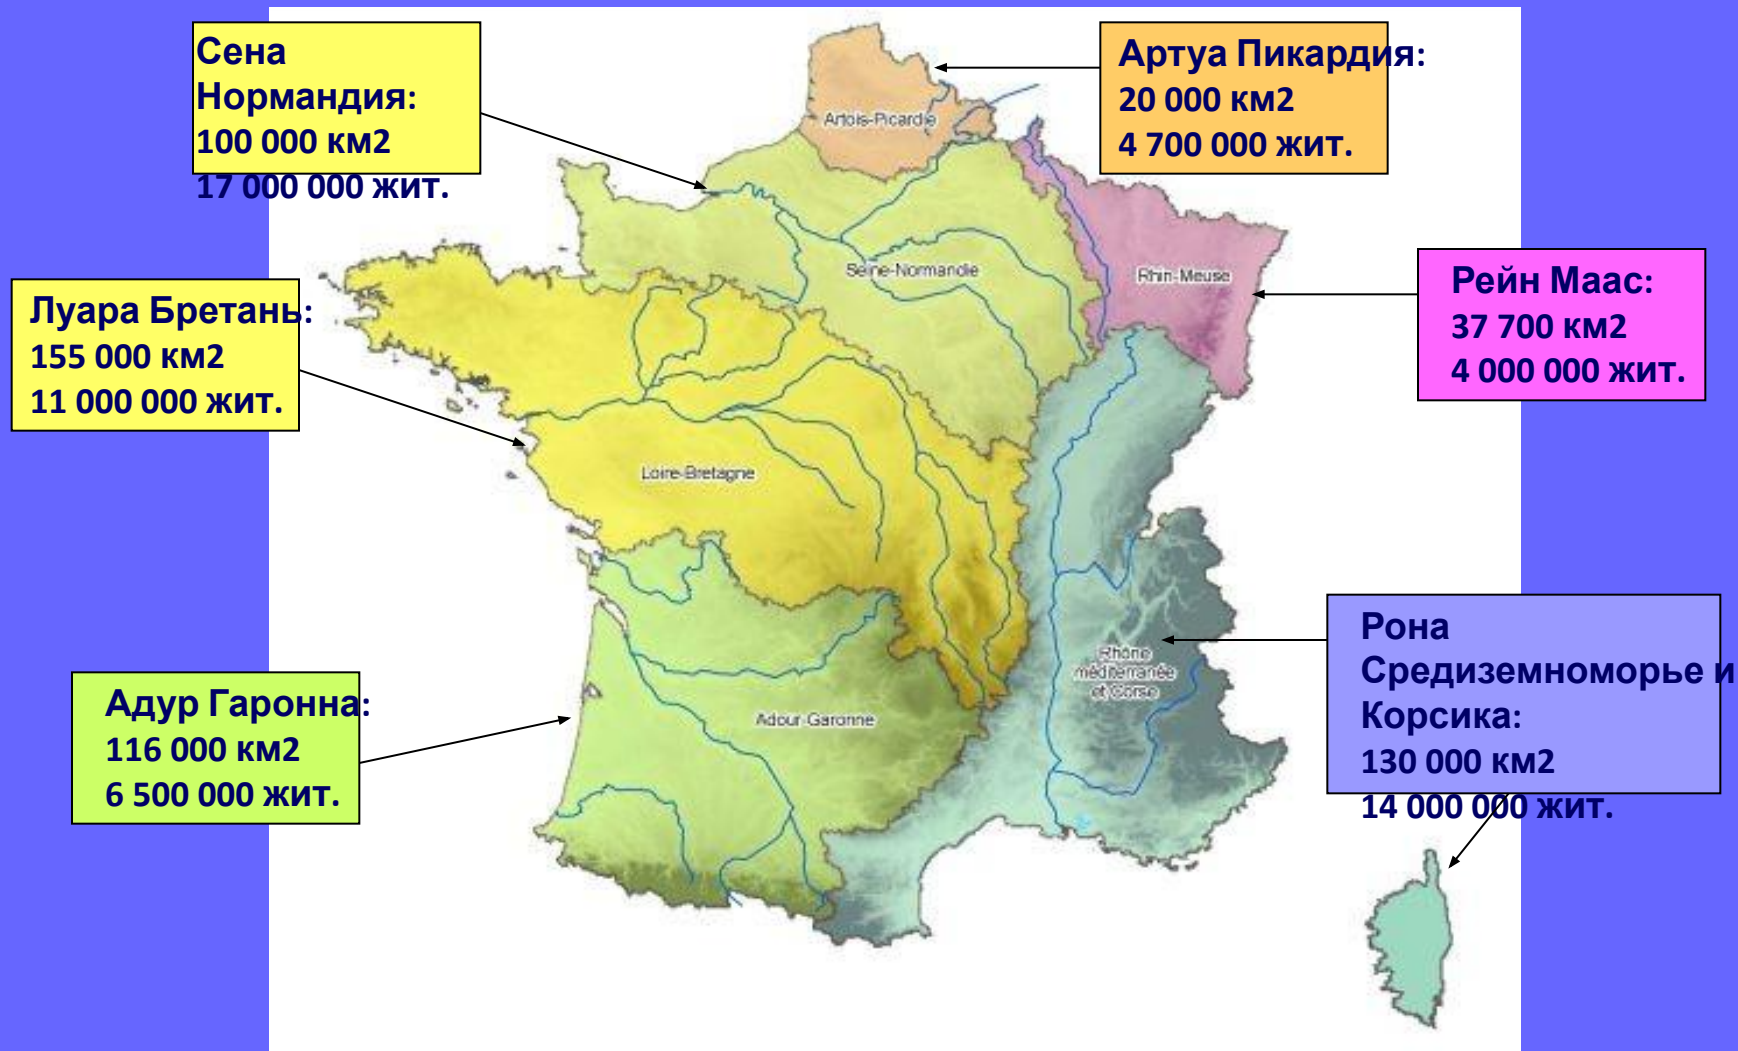 Сена
Нормандия:
100 000 км2
17 000 000 жит.
Артуа Пикардия:
20 000 км2
4 700 000 жит.
Artois-Picardie
Seine-Normandie
Rhin-Meuse
Рейн Маас:
37 700 км2
4 000 000 жит.
Луара Бретань:
155 000 км2
11 000 000 жит.
Loire-Bretagne
Рона
Средиземноморье и
Корсика:
130 000 км2
14 000 000 жит.
Rhône
méditerranée
et Corse
Адур Гаронна:
116 000 км2
6 500 000 жит.
Adour-Garonne